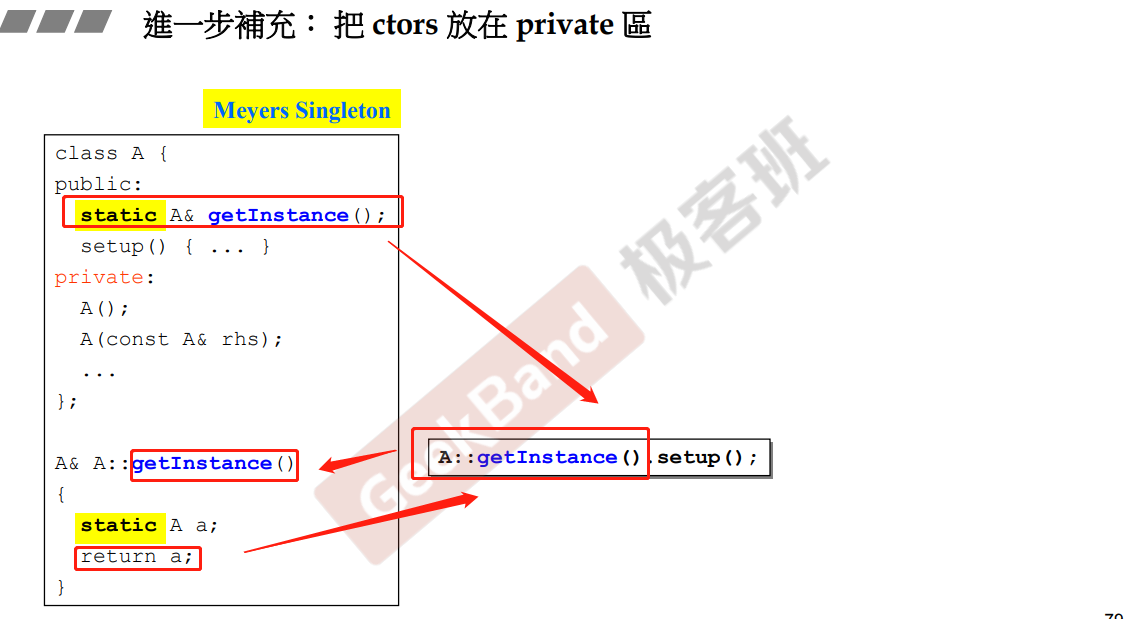 進一步補充： 把 ctors 放在 private 區
Meyers Singleton
class A {
public:
static A& getInstance();
setup() { ... }
private:
A();
A(const A& rhs);
...
};
A& A::getInstance()
{
static A a;
return a;
}
A::getInstance().setup();
GeekBand 极客班